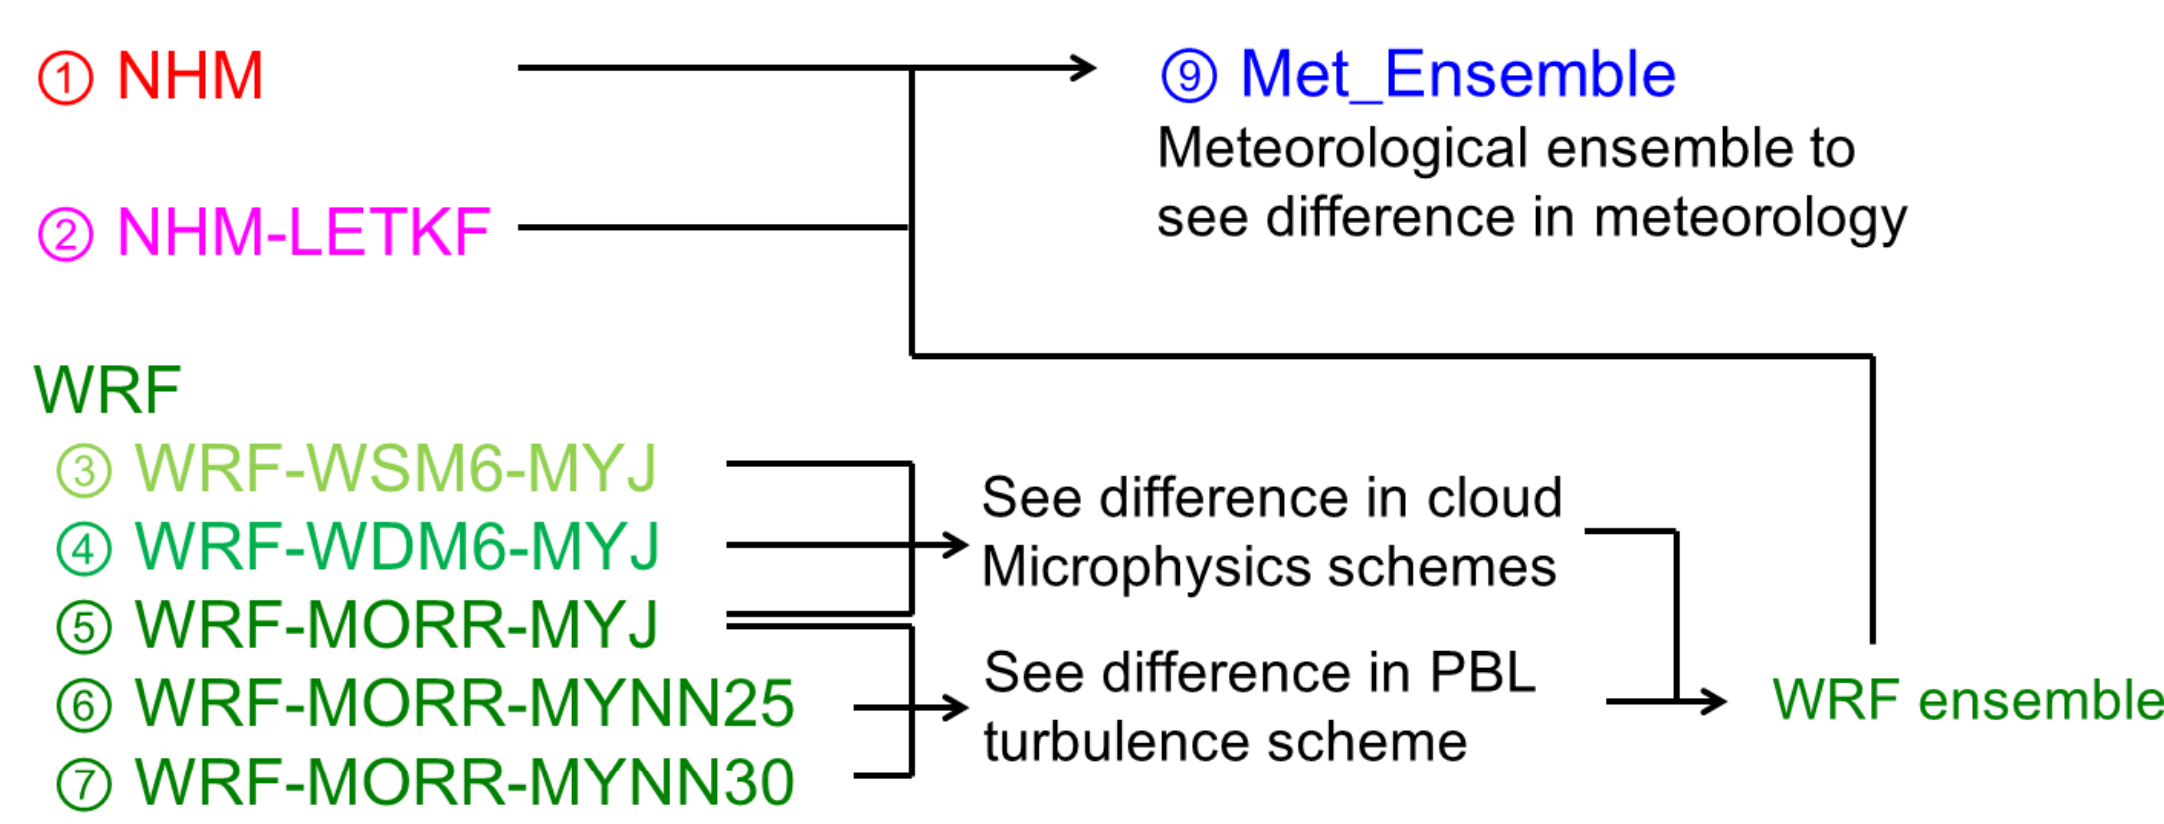 ① NHM
⑨ Met_Ensemble
Meteorological ensemble to
see difference in meteorology
② NHM-LETKF
WRF
③ WRF-WSM6-MYJ
④ WRF-WDM6-MYJ
⑤ WRF-MORR-MYJ
⑥ WRF-MORR-MYNN25
⑦ WRF-MORR-MYNN30
See difference in cloud
Microphysics schemes
See difference in PBL
turbulence scheme
WRF ensemble